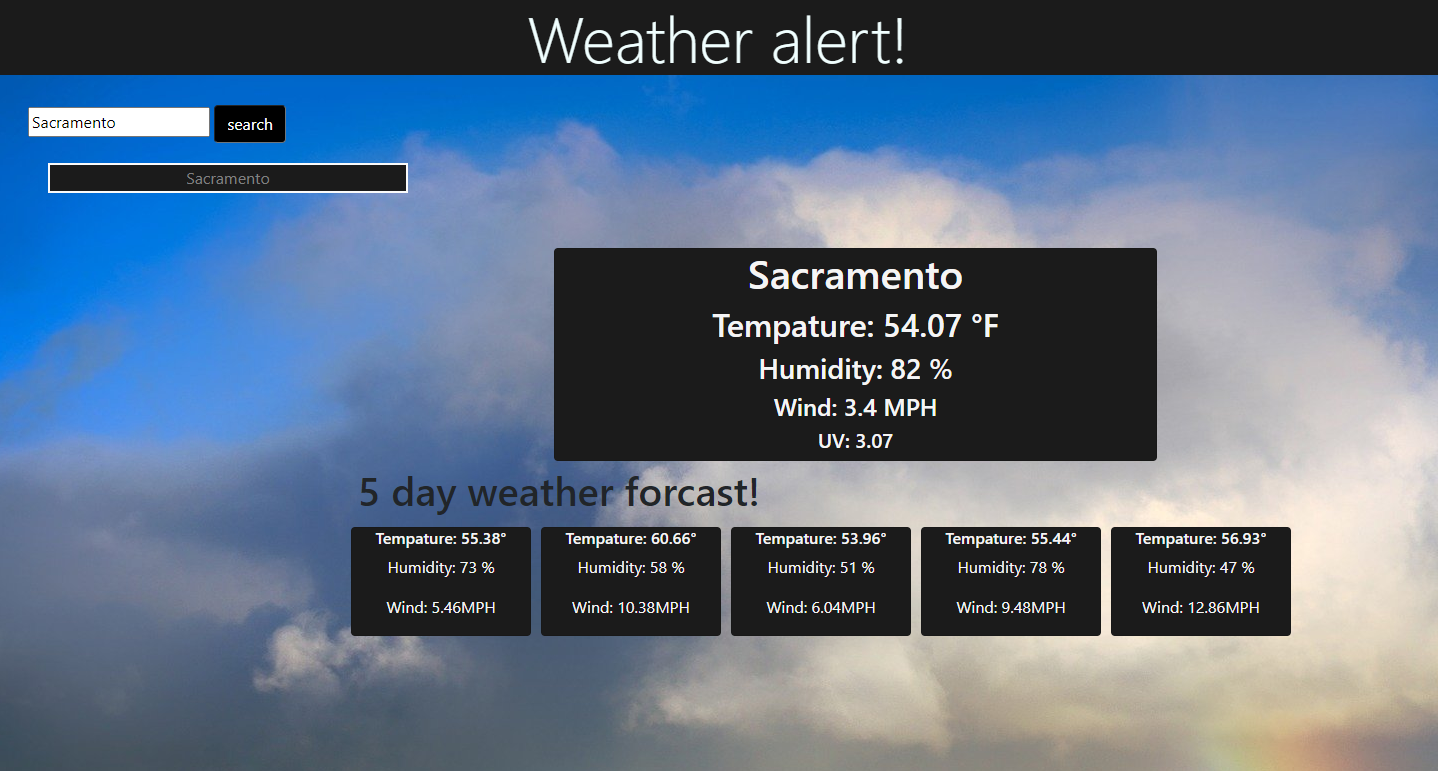 Weather alert!
Sacramento search
Sacramento
Sacramento
Tempature: 54.07 °F
Humidity: 82 %
Wind: 3.4 MPH
UV: 3.07
5 day weather forcast!
Tempature: 55.38° Tempature: 60.66° Tempature: 53.96° Tempature: 55.44° Tempature: 56.93°
Humidity: 73 % Humidity: 58 % Humidity: 51 % Humidity: 78 % Humidity: 47 %
Wind: 5.46MPH Wind: 10.38MPH Wind: 6.04MPH Wind: 9.48MPH Wind: 12.86MPH